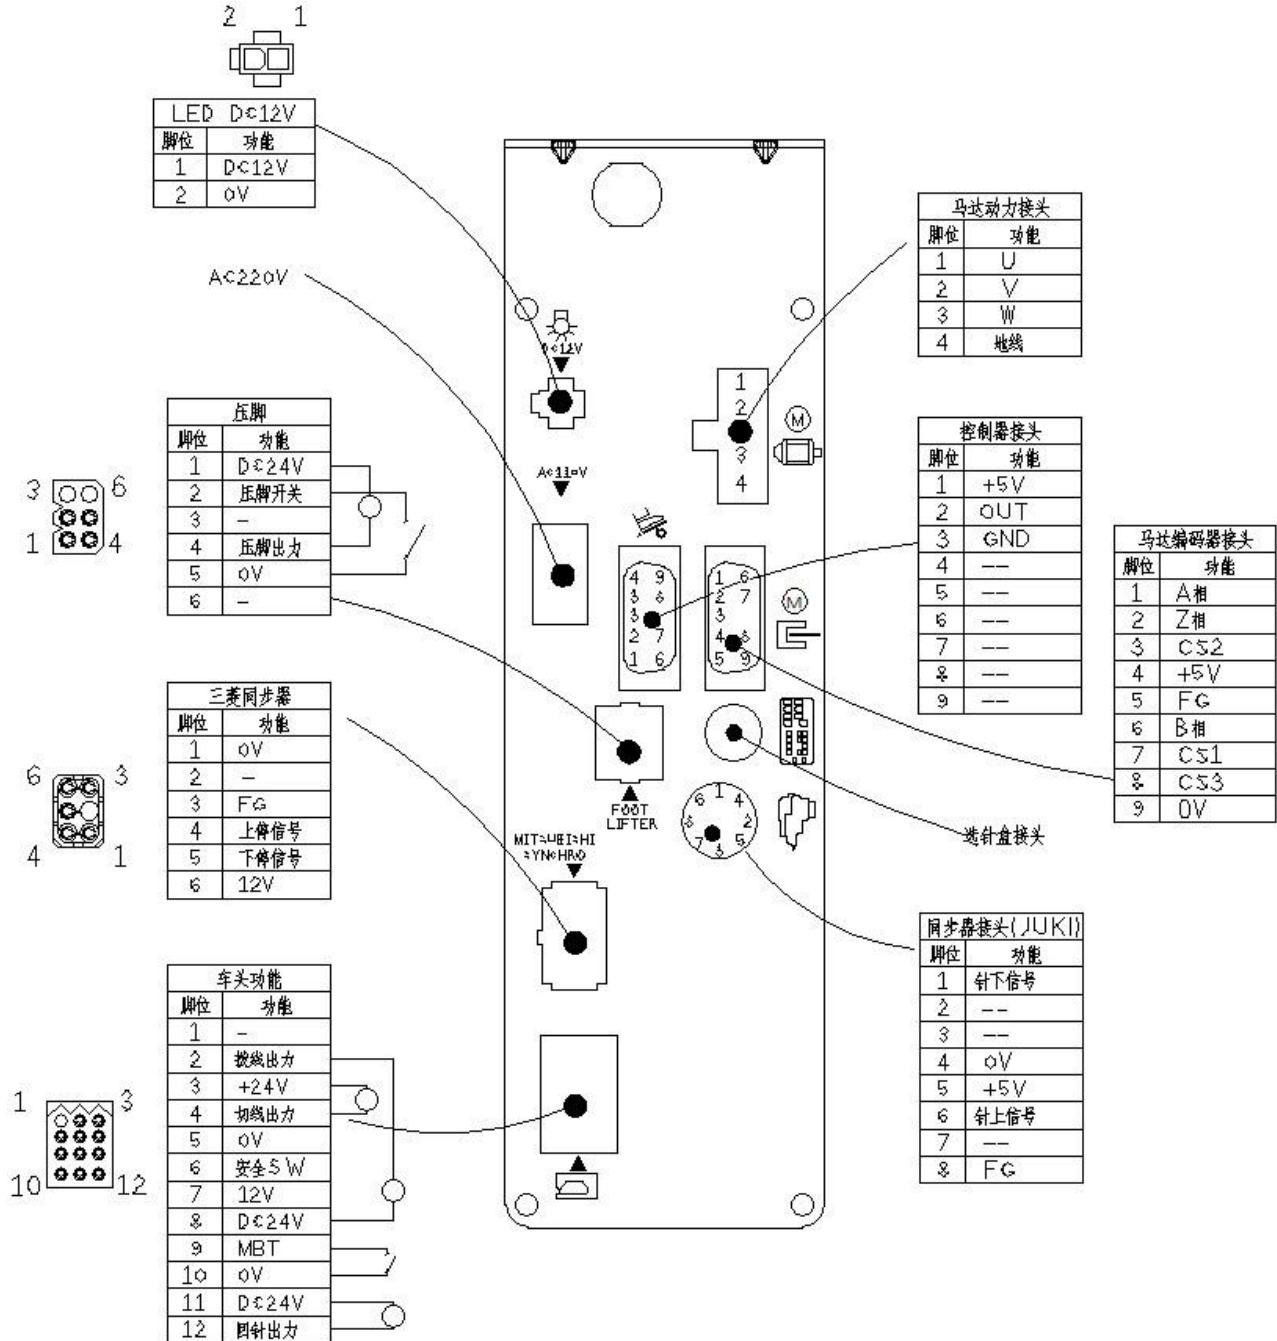 2 1
LED DC12V
脚位 功能
1 DC12V
2 0V
AC220V
压脚
脚位 功能
1 DC24V
2 压脚开关
3 -
4 压脚出力
5 0V
6 -
3 6
1 4
三菱同步器
脚位 功能
1 0V
2 -
3 FG
4 上停信号
5 下停信号
6 12V
6 3
4 1
车头功能
脚位 功能
1 -
2 拨线出力
3 +24V
4 切线出力
5 0V
6 安全SW
7 12V
8 DC24V
9 MBT
10 0V
11 DC24V
12 回针出力
1 3
10 12
DC12V
AC110V
1
2
3
4
M
4 9
3 8
3
2 7
1 6
1 6
2 7
3
4 8
5 9
M
FOOT
LIFTER
6 1 4
8 2
7 3 5
MITSUBISHI
SYNCHRO
马达动力接头
脚位 功能
1 U
2 V
3 W
4 地线
控制器接头
脚位 功能
1 +5V
2 OUT
3 GND
4 --
5 --
6 --
7 --
8 --
9 --
马达编码器接头
脚位 功能
1 A相
2 Z相
3 CS2
4 +5V
5 FG
6 B相
7 CS1
8 CS3
9 0V
选针盒接头
同步器接头(JUKI)
脚位 功能
1 针下信号
2 --
3 --
4 0V
5 +5V
6 针上信号
7 --
8 FG